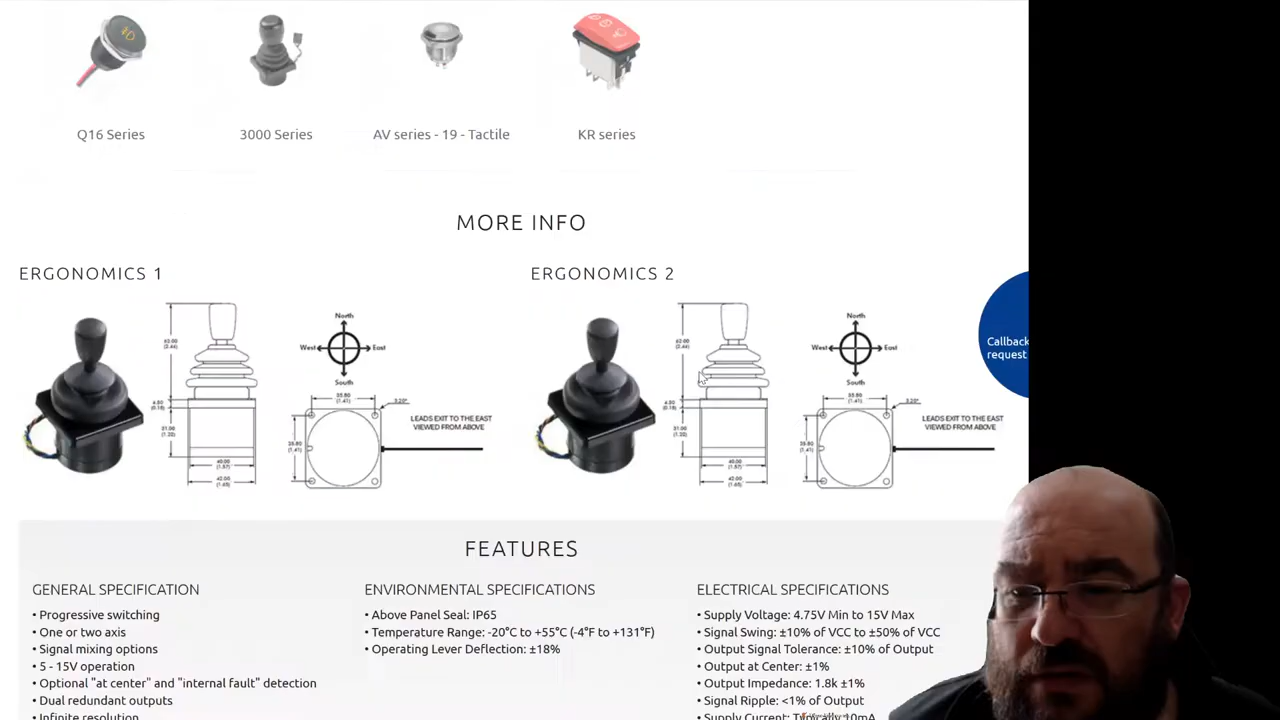 Q16 Series
3000 Series
AV series - 19 - Tactile
KR series
MORE INFO
ERGONOMICS 1
ERGONOMICS 2
North
West
East
South
LEADS EXIT TO THE EAST
VIEWED FROM ABOVE
North
West
East
South
LEADS EXIT TO THE EAST
VIEWED FROM ABOVE
Callback
request
FEATURES
GENERAL SPECIFICATION
• Progressive switching
• One or two axis
• Signal mixing options
• 5 - 15V operation
• Optional "at center" and "internal fault" detection
• Dual redundant outputs
• Infinite resolution
ENVIRONMENTAL SPECIFICATIONS
• Above Panel Seal: IP65
• Temperature Range: -20°C to +55°C (-4°F to +131°F)
• Operating Lever Deflection: ±18%
ELECTRICAL SPECIFICATIONS
• Supply Voltage: 4.75V Min to 15V Max
• Signal Swing: ±10% of VCC to ±50% of VCC
• Output Signal Tolerance: ±10% of Output
• Output at Center: ±1%
• Output Impedance: 1.8k ±1%
• Signal Ripple: <1% of Output
• Supply Current: Typically 10mA